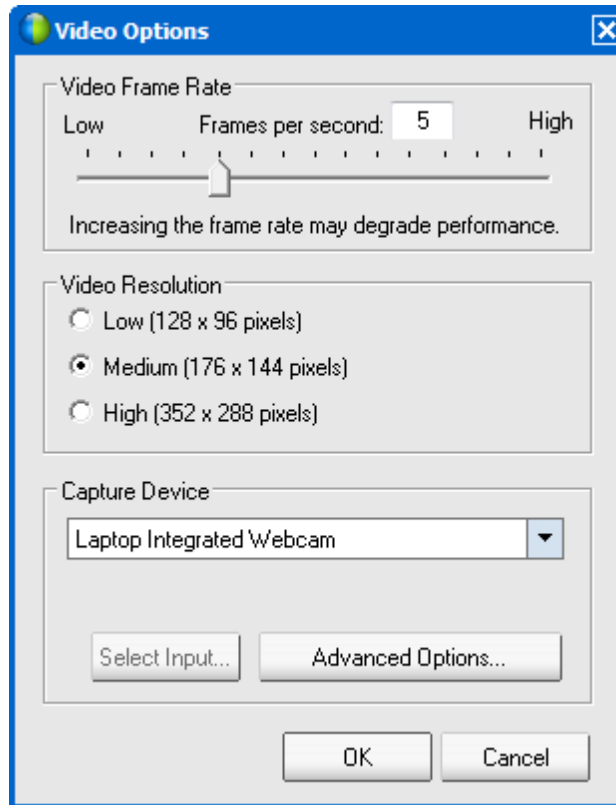 Video Options
Video Frame Rate
Low Frames per second: 5 High
Increasing the frame rate may degrade performance.
Video Resolution
Low (128 x 96 pixels)
Medium (176 x 144 pixels)
High (352 x 288 pixels)
Capture Device
Laptop Integrated Webcam
Select Input... Advanced Options...
OK Cancel